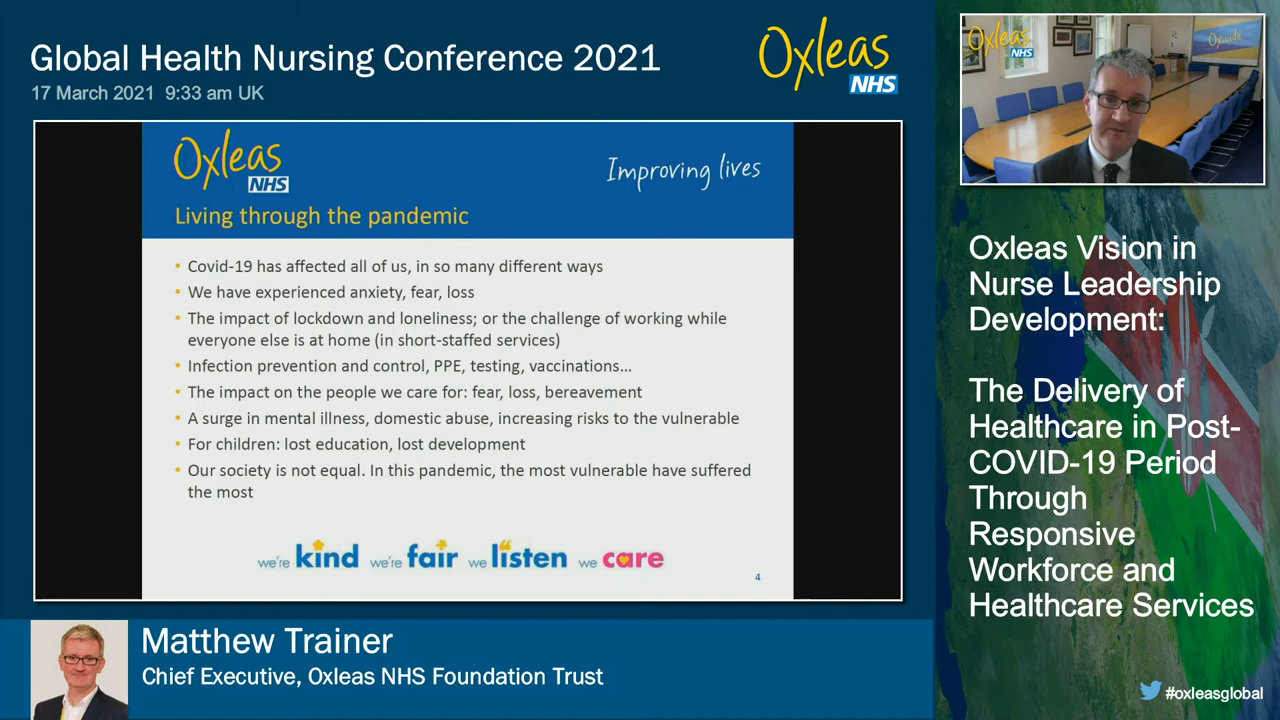 Global Health Nursing Conference 2021
17 March 2021 9:33 am UK
Oxleas
NHS
Oxleas
NHS
Improving lives
Living through the pandemic
• Covid-19 has affected all of us, in so many different ways
• We have experienced anxiety, fear, loss
• The impact of lockdown and loneliness; or the challenge of working while
everyone else is at home (in short-staffed services)
• Infection prevention and control, PPE, testing, vaccinations...
• The impact on the people we care for: fear, loss, bereavement
• A surge in mental illness, domestic abuse, increasing risks to the vulnerable
• For children: lost education, lost development
• Our society is not equal. In this pandemic, the most vulnerable have suffered
the most
we're kind we're fair we listen we care
4
Matthew Trainer
Chief Executive, Oxleas NHS Foundation Trust
Oxleas
NHS
Oxleas Vision in
Nurse Leadership
Development:
The Delivery of
Healthcare in Post-
COVID-19 Period
Through
Responsive
Workforce and
Healthcare Services
#oxleasglobal